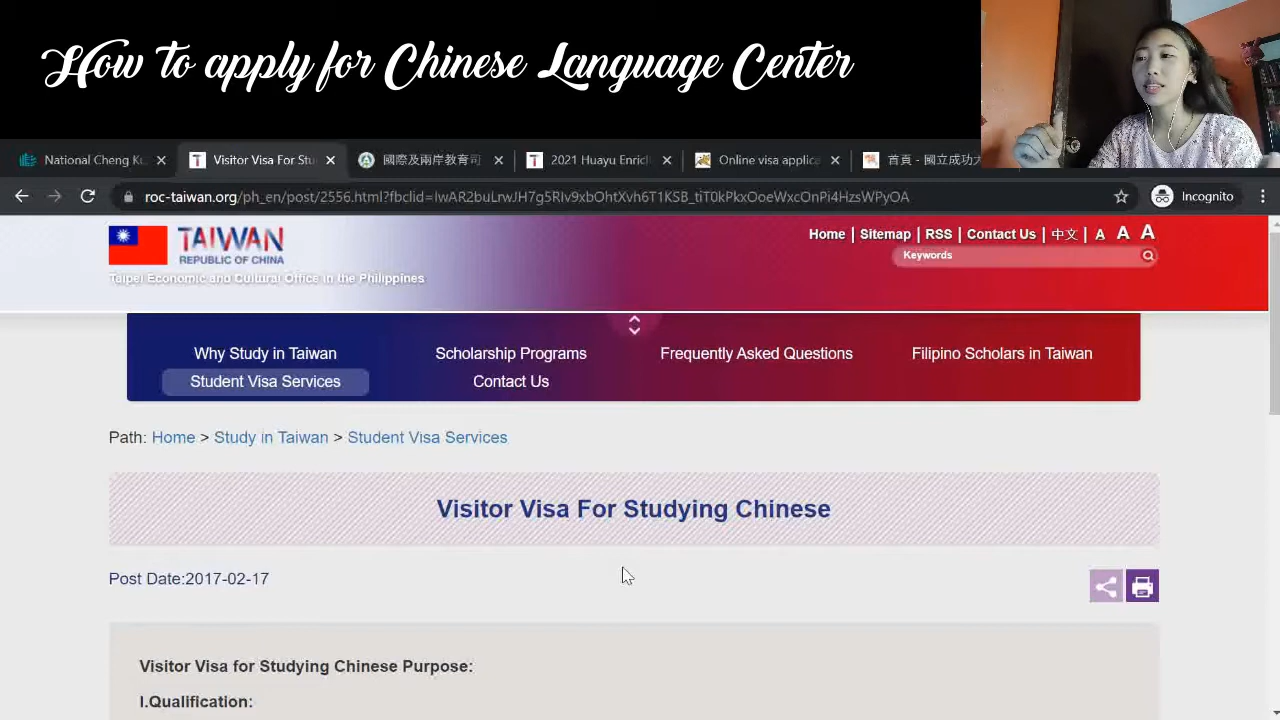 How to apply for Chinese Language Center
National Cheng Ku
Visitor Visa For Stu
國際及兩岸教育司
2021 Huayu Enrich
Online visa applica
首頁 - 國立成功大
roc-taiwan.org/ph_en/post/2556.html?fbclid=IwAR2buLrwJH7g5RIv9xbOhtXvh6T1KSB_tiT0kPkxOoeWxcOnPi4HzsWPyOA
Incognito
TAIWAN
REPUBLIC OF CHINA
Taipei Economic and Cultural Office in the Philippines
Home | Sitemap | RSS | Contact Us | 中文 | A A A
Keywords
Why Study in Taiwan
Scholarship Programs
Frequently Asked Questions
Filipino Scholars in Taiwan
Student Visa Services
Contact Us
Path: Home > Study in Taiwan > Student Visa Services
Visitor Visa For Studying Chinese
Post Date:2017-02-17
Visitor Visa for Studying Chinese Purpose:
I.Qualification: